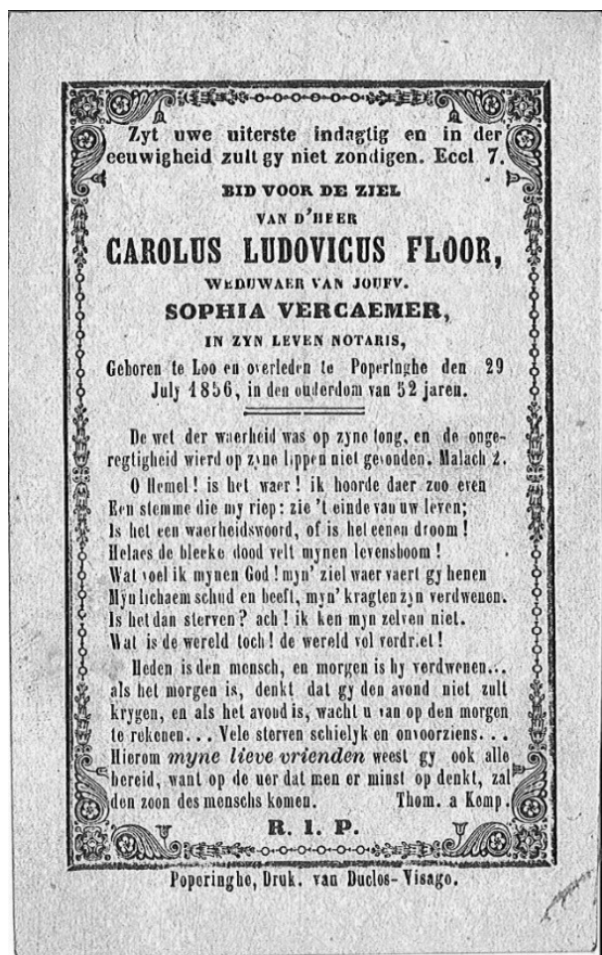 Zyt uwe uiterste indagtig en in der
eeuwigheid zult gy niet zondigen. Eccl 7.
BID VOOR DE ZIEL
VAN D'HEER
CAROLUS LUDOVICUS FLOOR,
WEDUWAER VAN JOUFV.
SOPHIA VERCAEMER,
IN ZYN LEVEN NOTARIS,
Geboren te Loo en overleden te Poperinghe den 29
July 1856, in den ouderdom van 52 jaren.
De wet der waerheid was op zyne tong, en de onge-
regtigheid wierd op zyne lippen niet gevonden. Malach 2.
O Hemel! is het waer! ik hoorde daer zoo even
Een stemme die my riep: zie 't einde van uw leven;
Is het een waerheidswoord, of is het eenen droom!
Helaes de bleeke dood velt mynen levensboom!
Wat voel ik mynen God! myn' ziel waer vaert gy henen
Myn lichaem schud en beeft, myn' kragten zyn verdwenen.
Is het dan sterven? ach! ik ken myn zelven niet.
Wat is de wereld toch! de wereld vol verdriet!
Heden is den mensch, en morgen is hy verdwenen...
als het morgen is, denkt dat gy den avond niet zult
krygen, en als het avond is, wacht u van op den morgen
te rekenen... Vele sterven schielyk en onvoorziens...
Hierom myne lieve vrienden weest gy ook alle
bereid, want op de uer dat men er minst op denkt, zal
den zoon des menschs komen. Thom. a Kemp.
R. I. P.
Poperinghe, Druk. van Duclos-Visago.